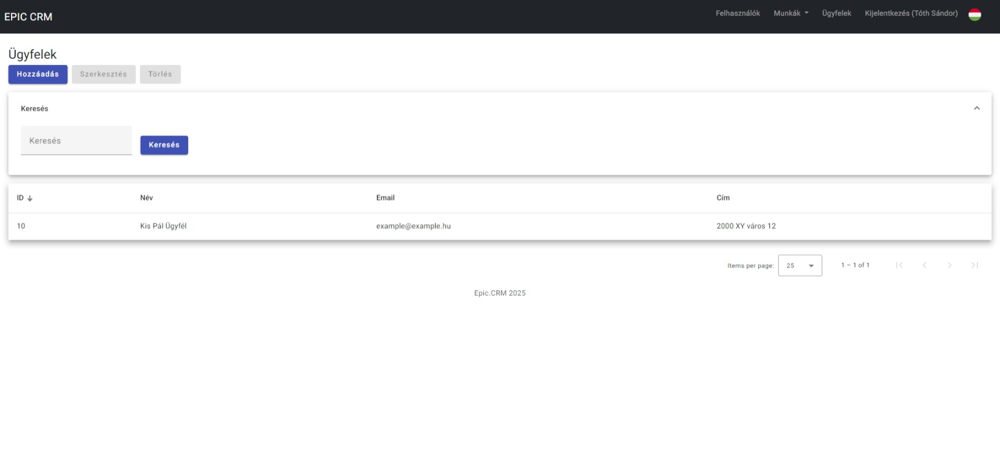 EPIC CRM
Felhasználók Munkák Ügyfelek Kijelentkezés (Tóth Sándor)
Ügyfelek
Hozzáadás Szerkesztés Törlés
Keresés
Keresés Keresés
ID Név Email Cím
10 Kis Pál Ügyfél example@example.hu 2000 XY város 12
Items per page: 25 1 – 1 of 1
Epic.CRM 2025